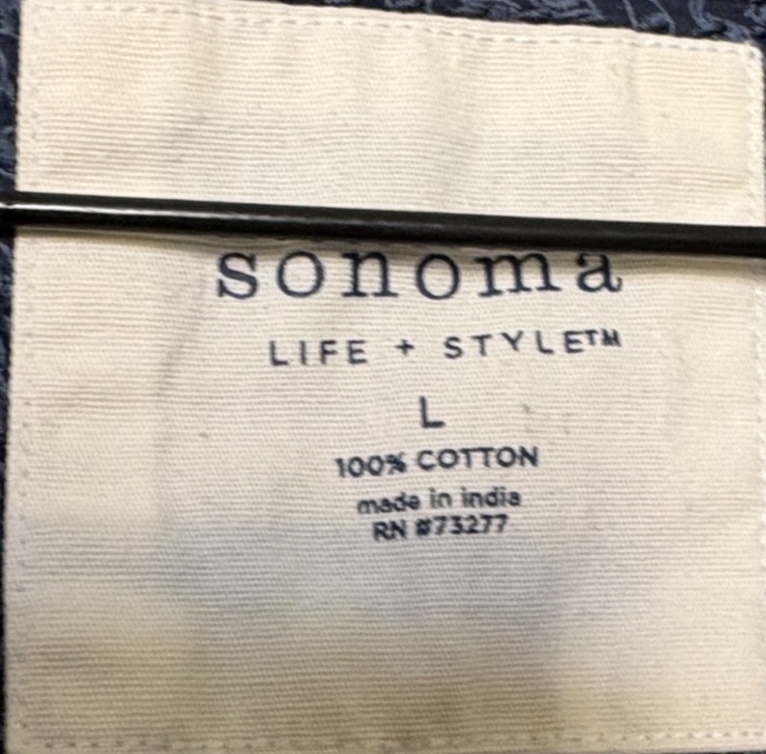 sonoma
LIFE + STYLE™
L
100% COTTON
made in india
RN #73277